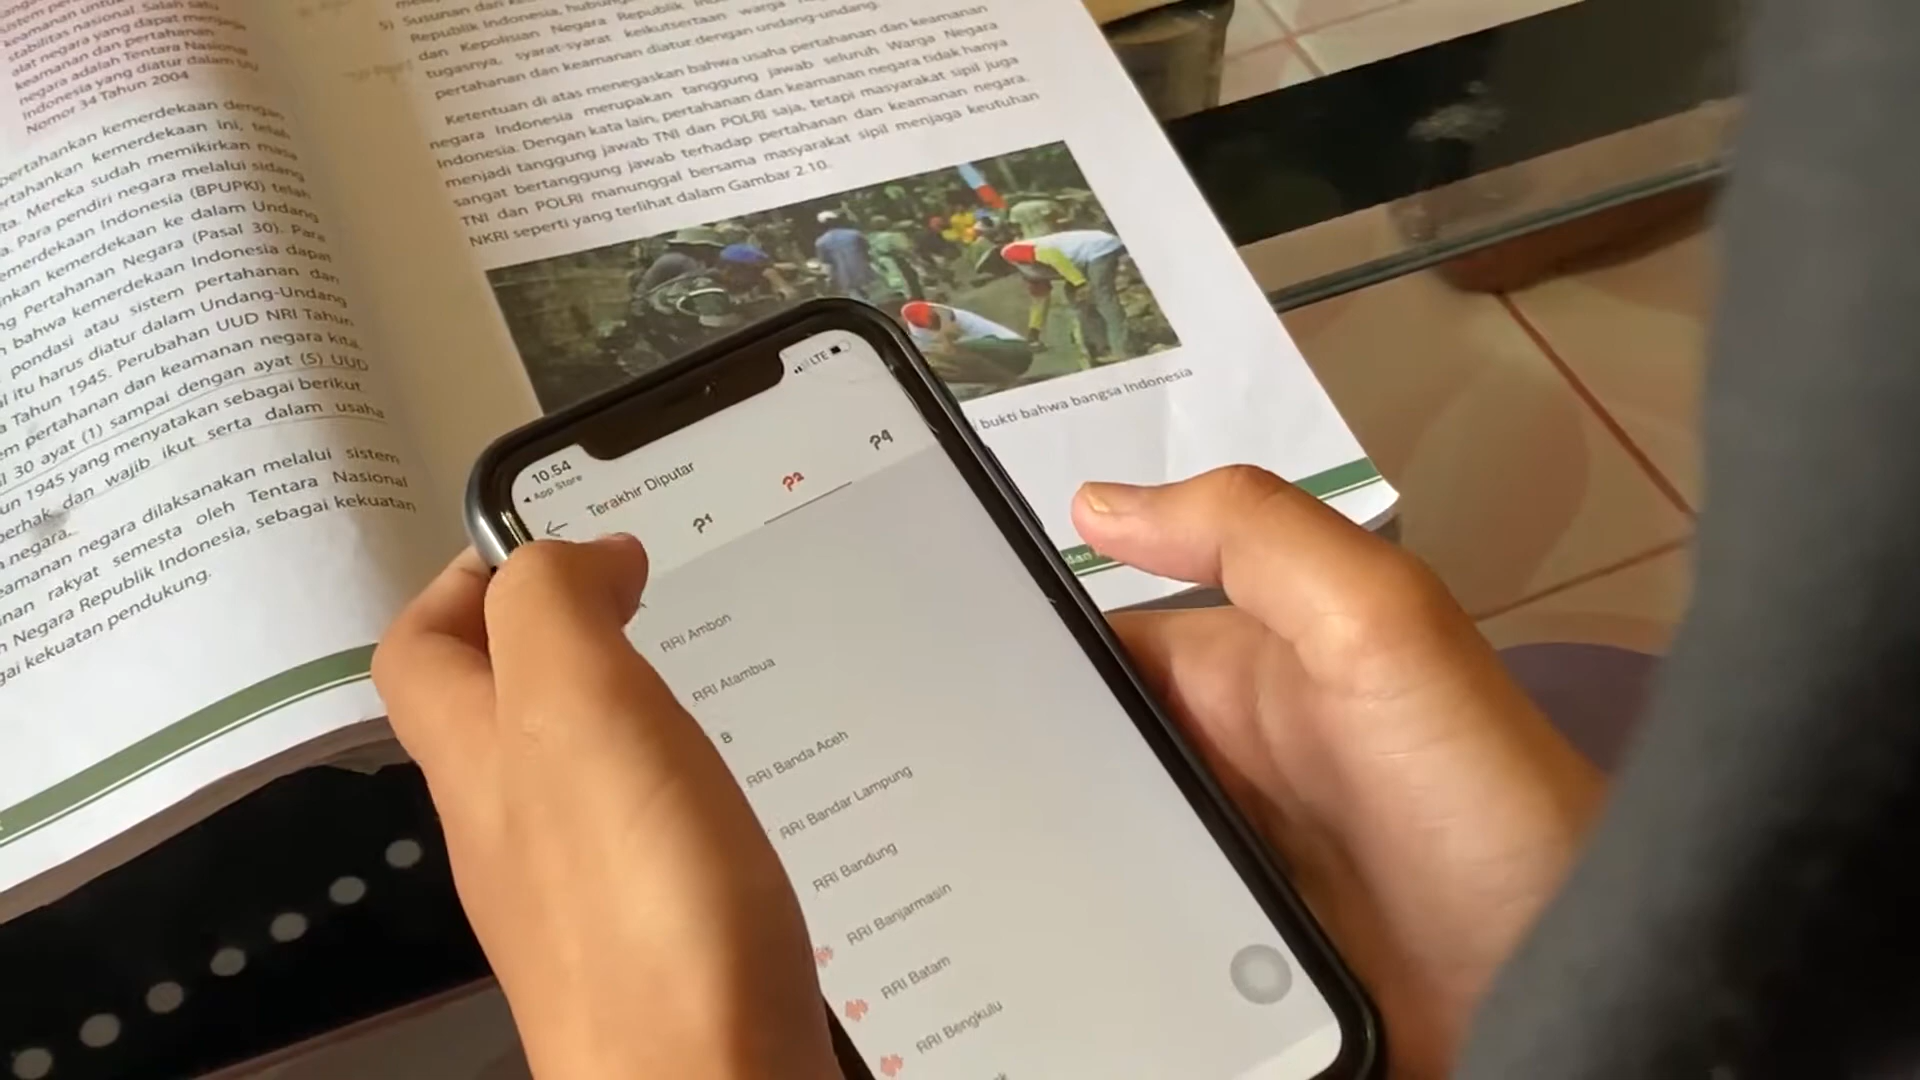 stabilitas nasional. Salah satu
alat negara yang dapat menjaga
keamanan dan pertahanan
negara adalah Tentara Nasional
Indonesia yang diatur dalam UU
Nomor 34 Tahun 2004
pertahankan kemerdekaan dengan
kemerdekaan ini, telah
Mereka sudah memikirkan masa
Para pendiri negara melalui sidang
Indonesia (BPUPKI) telah
kemerdekaan ke dalam Undang
Pertahanan Negara (Pasal 30). Para
bahwa kemerdekaan Indonesia dapat
pondasi atau sistem pertahanan dan
itu harus diatur dalam Undang-Undang
Tahun 1945. Perubahan UUD NRI Tahun
pertahanan dan keamanan negara kita.
30 ayat (1) sampai dengan ayat (5) UUD
1945 yang menyatakan sebagai berikut.
dan wajib ikut serta dalam usaha
negara.
negara dilaksanakan melalui sistem
rakyat semesta oleh Tentara Nasional
Negara Republik Indonesia, sebagai kekuatan
kekuatan pendukung.
5) Susunan dan
Republik Indonesia,
dan Kepolisian Negara Republik
tugasnya, syarat-syarat keikutsertaan warga
pertahanan dan keamanan diatur dengan undang-undang.
Ketentuan di atas menegaskan bahwa usaha pertahanan dan keamanan
negara Indonesia merupakan tanggung jawab seluruh Warga Negara
Indonesia. Dengan kata lain, pertahanan dan keamanan negara tidak hanya
menjadi tanggung jawab TNI dan POLRI saja, tetapi masyarakat sipil juga
sangat bertanggung jawab terhadap pertahanan dan keamanan negara.
TNI dan POLRI manunggal bersama masyarakat sipil menjaga keutuhan
NKRI seperti yang terlihat dalam Gambar 2.10.
bukti bahwa bangsa Indonesia
dan
10.54
LTE
App Store
Terakhir Diputar
P1
P2
P4
RRI Ambon
RRI Atambua
B
RRI Banda Aceh
RRI Bandar Lampung
RRI Bandung
RRI Banjarmasin
RRI Batam
RRI Bengkulu